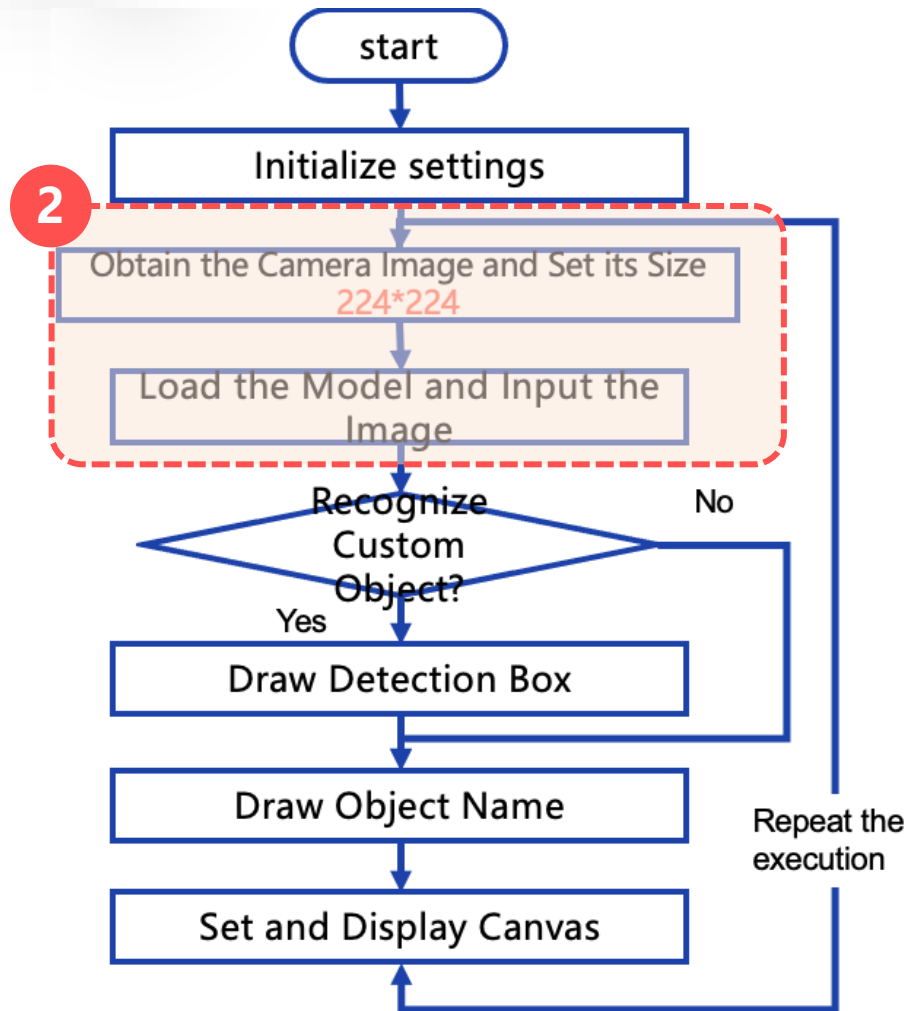 start
Initialize settings
2
Obtain the Camera Image and Set its Size
224*224
Load the Model and Input the
Image
Recognize
Custom
Object?
No
Yes
Draw Detection Box
Draw Object Name
Repeat the
execution
Set and Display Canvas